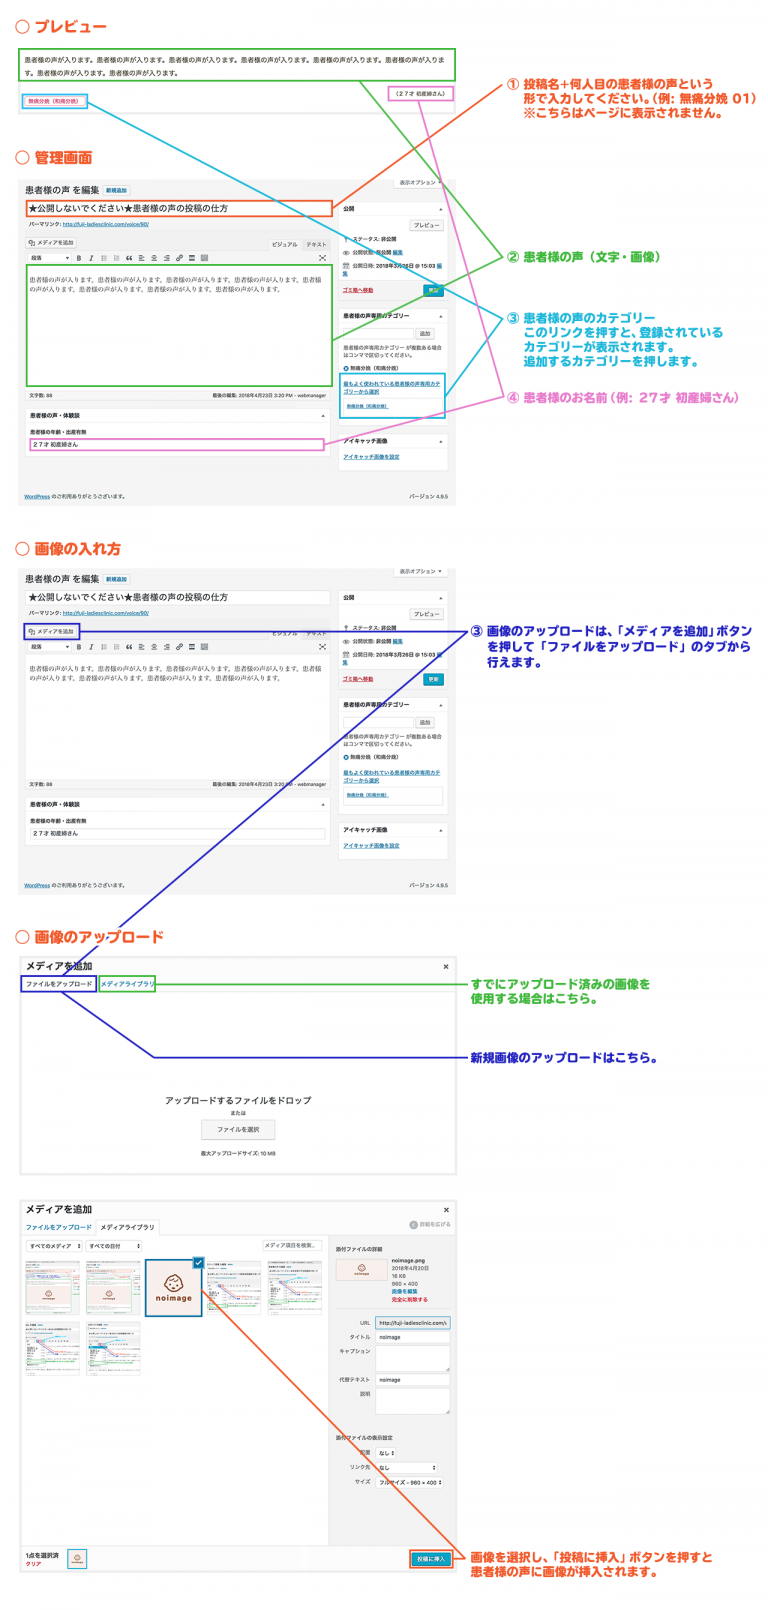 ○ プレビュー
患者様の声が入ります。患者様の声が入ります。患者様の声が入ります。患者様の声が入ります。患者様の声が入ります。患者様の声が入りま
す。患者様の声が入ります。患者様の声が入ります。
無痛分娩（和痛分娩）
（27才 初産婦さん）
① 投稿名+何人目の患者様の声という
形で入力してください。（例: 無痛分娩 01）
※こちらはページに表示されません。
○ 管理画面
表示オプション ▼
患者様の声 を編集 新規追加
★公開しないでください★患者様の声の投稿の仕方
パーマリンク: http://fuji-ladiesclinic.com/voice/90/
メディアを追加
ビジュアル テキスト
段落
B I
患者様の声が入ります。患者様の声が入ります。患者様の声が入ります。患者様の声が入ります。患者様の声が入ります。患者様
の声が入ります。患者様の声が入ります。患者様の声が入ります。
文字数: 88
最後の編集: 2018年4月23日 3:20 PM - webmanager
患者様の声・体験談
患者様の年齢・出産有無
27才 初産婦さん
公開
プレビュー
ステータス: 非公開
公開状態: 非公開 編集
公開日時: 2018年3月26日 @ 15:03 編
集
ゴミ箱へ移動
更新
患者様の声専用カテゴリー
追加
患者様の声専用カテゴリー が複数ある場合
はコンマで区切ってください。
無痛分娩（和痛分娩）
最もよく使われている患者様の声専用カテ
ゴリーから選択
無痛分娩（和痛分娩）
アイキャッチ画像
アイキャッチ画像を設定
WordPress のご利用ありがとうございます。
バージョン 4.9.5
② 患者様の声（文字・画像）
③ 患者様の声のカテゴリー
このリンクを押すと、登録されている
カテゴリーが表示されます。
追加するカテゴリーを押します。
④ 患者様のお名前（例: 27才 初産婦さん）
○ 画像の入れ方
表示オプション ▼
患者様の声 を編集 新規追加
★公開しないでください★患者様の声の投稿の仕方
パーマリンク: http://fuji-ladiesclinic.com/voice/90/
メディアを追加
ビジュアル テキスト
段落
B I
患者様の声が入ります。患者様の声が入ります。患者様の声が入ります。患者様の声が入ります。患者様の声が入ります。患者様
の声が入ります。患者様の声が入ります。患者様の声が入ります。
文字数: 88
最後の編集: 2018年4月23日 3:20 PM - webmanager
患者様の声・体験談
患者様の年齢・出産有無
27才 初産婦さん
公開
プレビュー
ステータス: 非公開
公開状態: 非公開 編集
公開日時: 2018年3月26日 @ 15:03 編
集
ゴミ箱へ移動
更新
患者様の声専用カテゴリー
追加
患者様の声専用カテゴリー が複数ある場合
はコンマで区切ってください。
無痛分娩（和痛分娩）
最もよく使われている患者様の声専用カテ
ゴリーから選択
無痛分娩（和痛分娩）
アイキャッチ画像
アイキャッチ画像を設定
WordPress のご利用ありがとうございます。
バージョン 4.9.5
③ 画像のアップロードは、「メディアを追加」ボタン
を押して「ファイルをアップロード」のタブから
行えます。
○ 画像のアップロード
メディアを追加
ファイルをアップロード メディアライブラリ
すでにアップロード済みの画像を
使用する場合はこちら。
新規画像のアップロードはこちら。
アップロードするファイルをドロップ
または
ファイルを選択
最大アップロードサイズ: 10 MB
メディアを追加
ファイルをアップロード メディアライブラリ
詳細を広げる
すべてのメディア すべての日付
メディア項目を検索...
noimage
添付ファイルの詳細
noimage
noimage.png
2018年4月20日
16 KB
960 × 400
画像を編集
完全に削除する
URL http://fuji-ladiesclinic.com/v
タイトル noimage
キャプション
代替テキスト noimage
説明
添付ファイルの表示設定
配置 なし
リンク先 なし
サイズ フルサイズ – 960 × 400
1点を選択済
クリア
投稿に挿入
画像を選択し、「投稿に挿入」ボタンを押すと
患者様の声に画像が挿入されます。